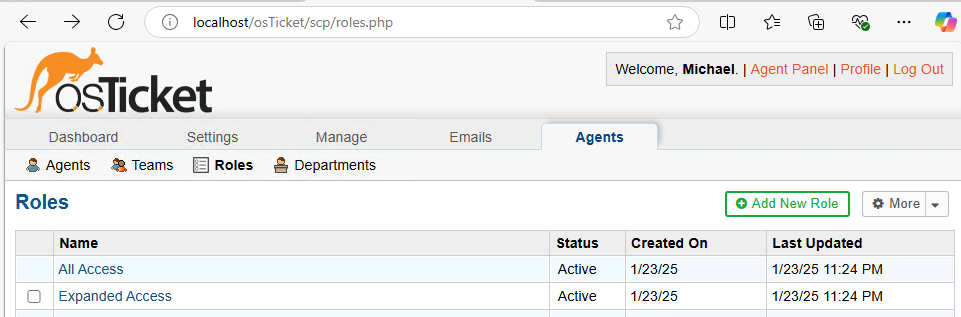 localhost/osTicket/scp/roles.php
Welcome, Michael. | Agent Panel | Profile | Log Out
osTicket
Dashboard Settings Manage Emails Agents
Agents Teams Roles Departments
Roles Add New Role More
Name Status Created On Last Updated
All Access Active 1/23/25 1/23/25 11:24 PM
Expanded Access Active 1/23/25 1/23/25 11:24 PM